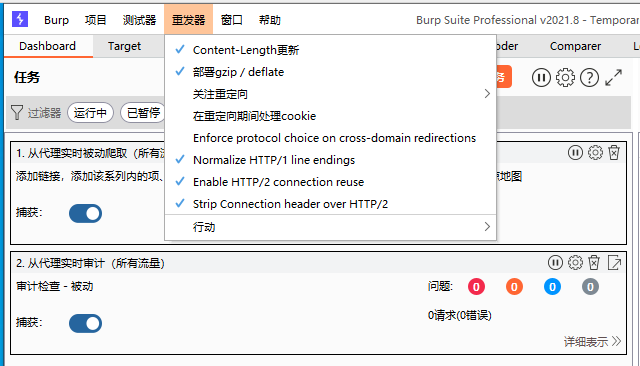 Burp 项目 测试器 重发器 窗口 帮助 Burp Suite Professional v2021.8 - Tempora
Dashboard Target Comparer
任务
过滤器 运行中 已暂停
Content-Length更新
部署gzip / deflate
关注重定向
在重定向期间处理cookie
Enforce protocol choice on cross-domain redirections
Normalize HTTP/1 line endings
Enable HTTP/2 connection reuse
Strip Connection header over HTTP/2
行动
1. 从代理实时被动爬取（所有流
添加链接，添加该系列内的项、 地图
捕获：
2. 从代理实时审计（所有流量）
审计检查 - 被动 问题: 0 0 0 0
捕获： 0请求(0错误)
详细表示